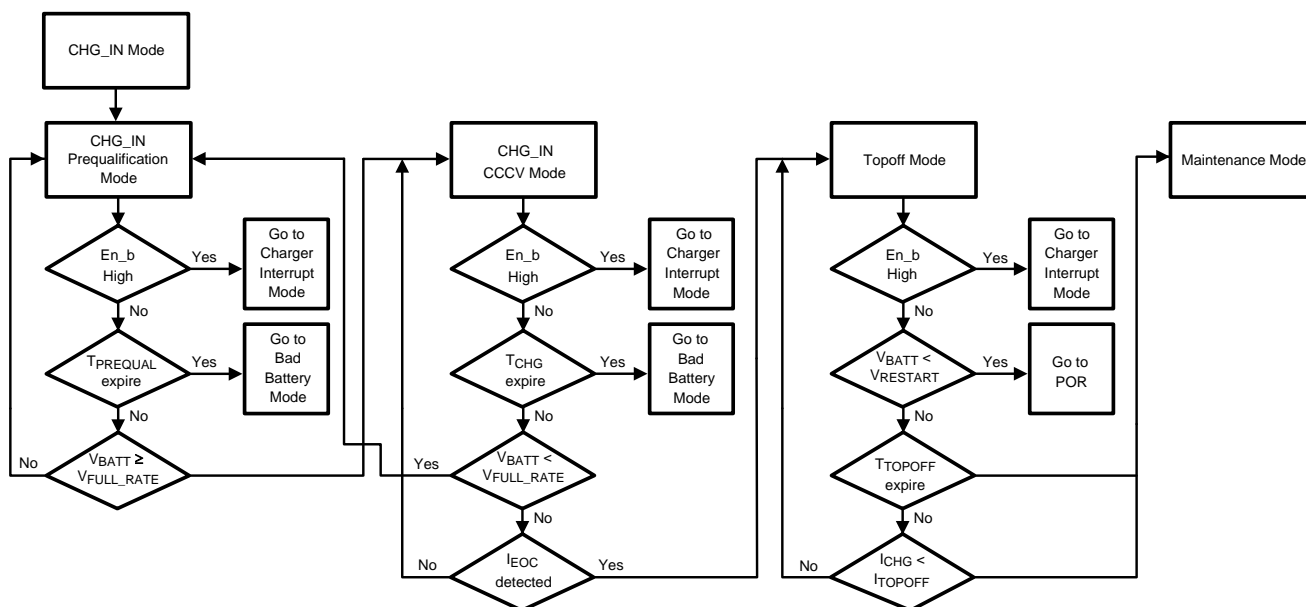 CHG_IN Mode
CHG_IN
Prequalification
Mode
En_b
High
Yes
Go to
Charger
Interrupt
Mode
No
TPREQUAL
expire
Yes
Go to
Bad
Battery
Mode
No
VBATT ≥
VFULL_RATE
No
CHG_IN
CCCV Mode
En_b
High
Yes
Go to
Charger
Interrupt
Mode
No
TCHG
expire
Yes
Go to
Bad
Battery
Mode
No
VBATT <
VFULL_RATE
Yes
No
IEOC
detected
No
Yes
Topoff Mode
En_b
High
Yes
Go to
Charger
Interrupt
Mode
No
VBATT <
VRESTART
Yes
Go to
POR
No
TTOPOFF
expire
No
ICHG <
ITOPOFF
No
Maintenance Mode